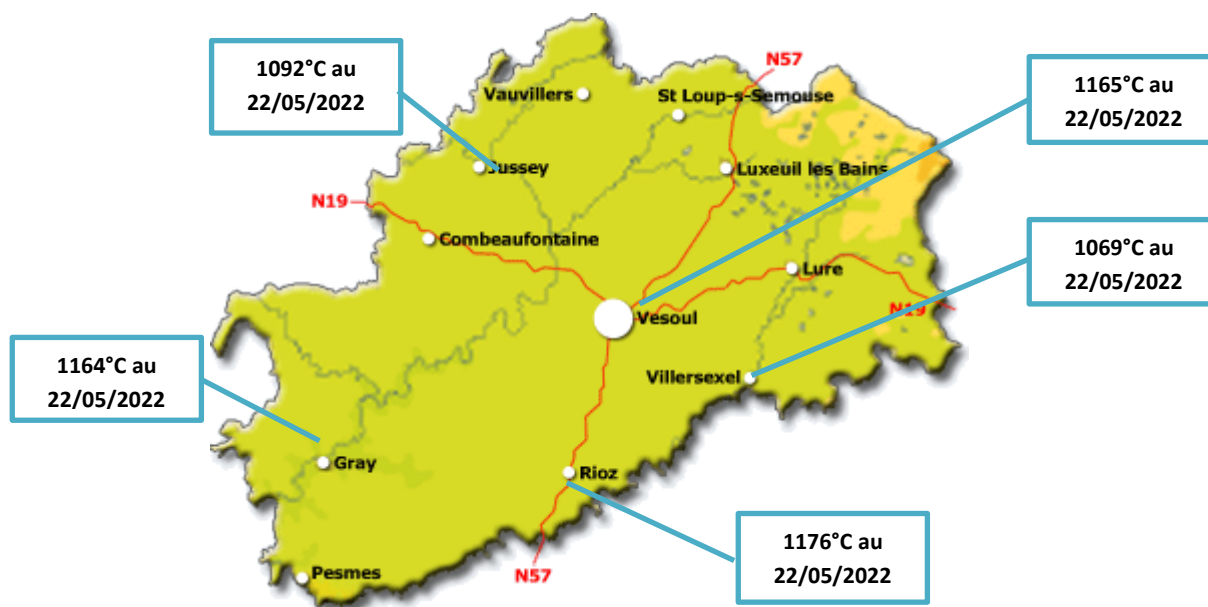 N57
1092°C au
22/05/2022
Vauvillers
St Loup-s-Semouse
1165°C au
22/05/2022
Jussey
Luxeuil les Bains
N19
Combeaufontaine
1069°C au
22/05/2022
Lure
Vesoul
N19
1164°C au
22/05/2022
Villersexel
Gray
Rioz
1176°C au
22/05/2022
Pesmes
N57